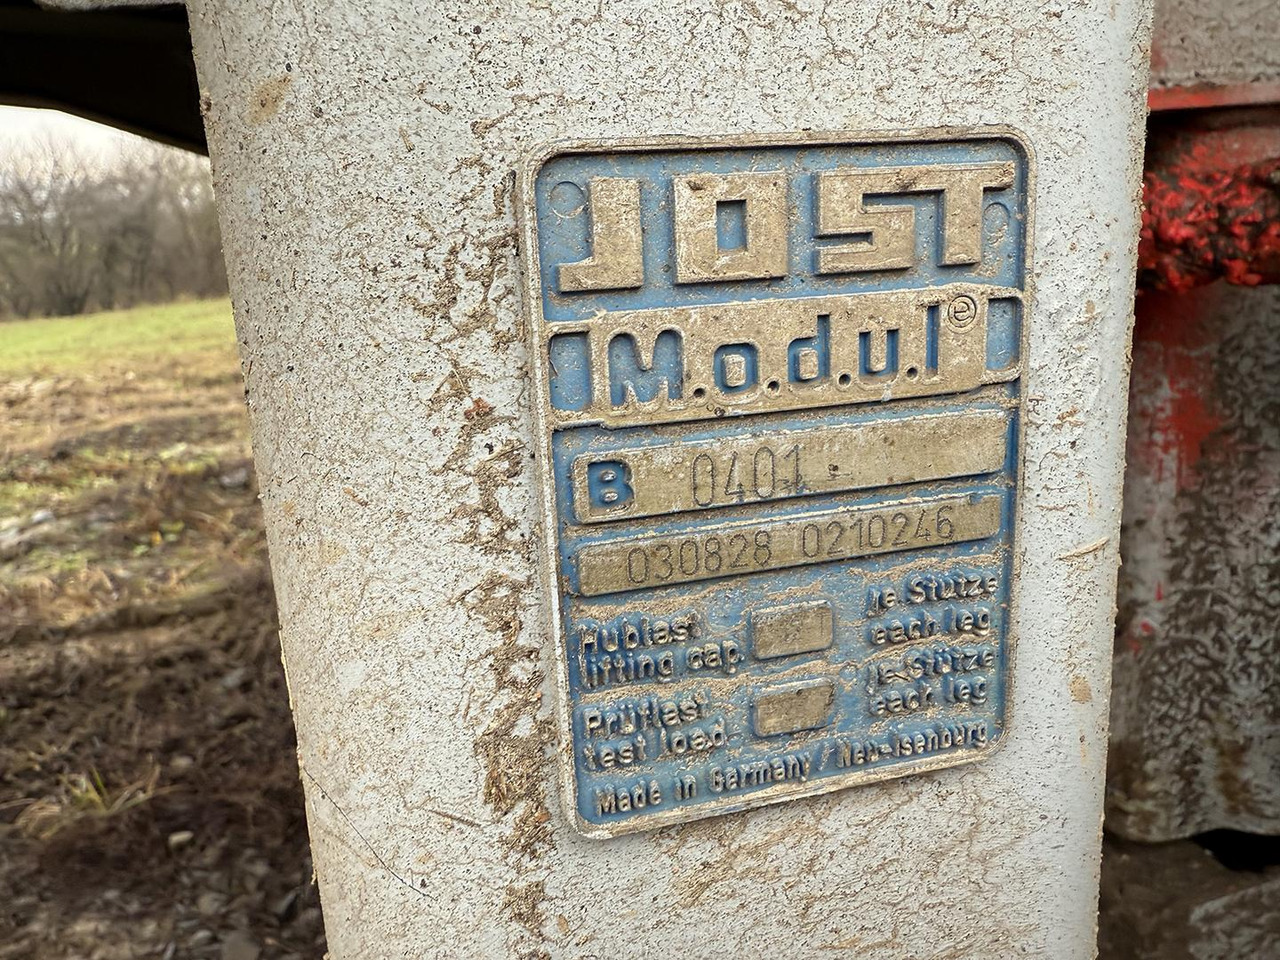 JOST
M.o.d.u.l ®
B 0401
030828 0210246
Hublast je Stütze
lifting cap. each leg
Prüflast je Stütze
test load. each leg
Made in Germany / Neu-Isenburg